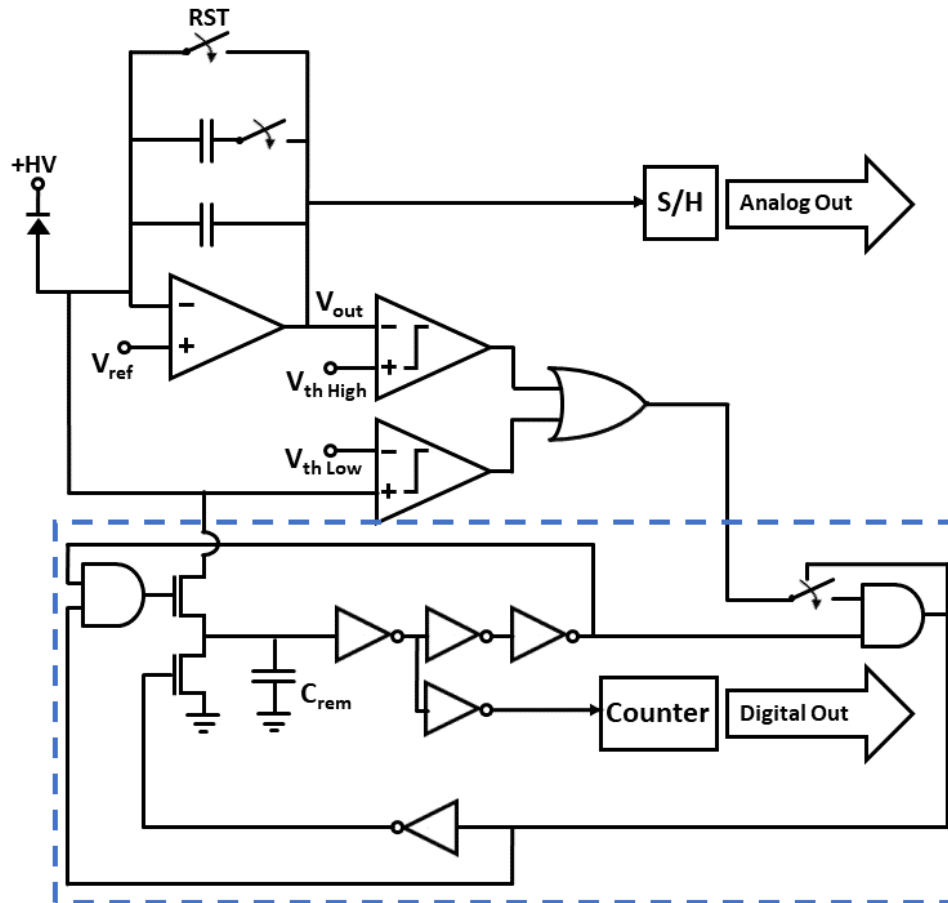 RST
+HV
S/H
Analog Out
−
+
Vref
Vout
−
+
Vth High
−
+
Vth Low
Crem
Counter
Digital Out